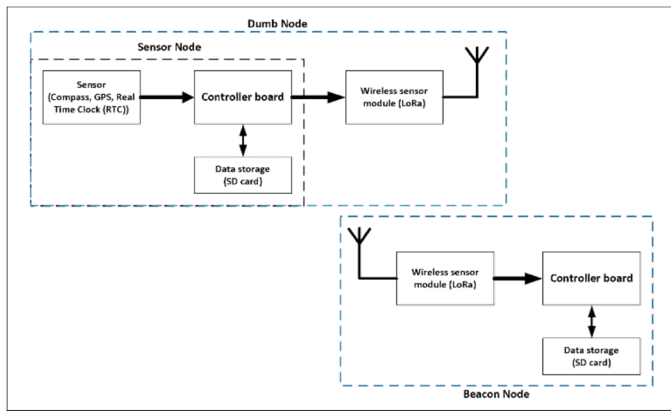 Dumb Node
Sensor Node
Sensor
(Compass, GPS, Real
Time Clock (RTC))
Controller board
Wireless sensor
module (LoRa)
Data storage
(SD card)
Wireless sensor
module (LoRa)
Controller board
Data storage
(SD card)
Beacon Node